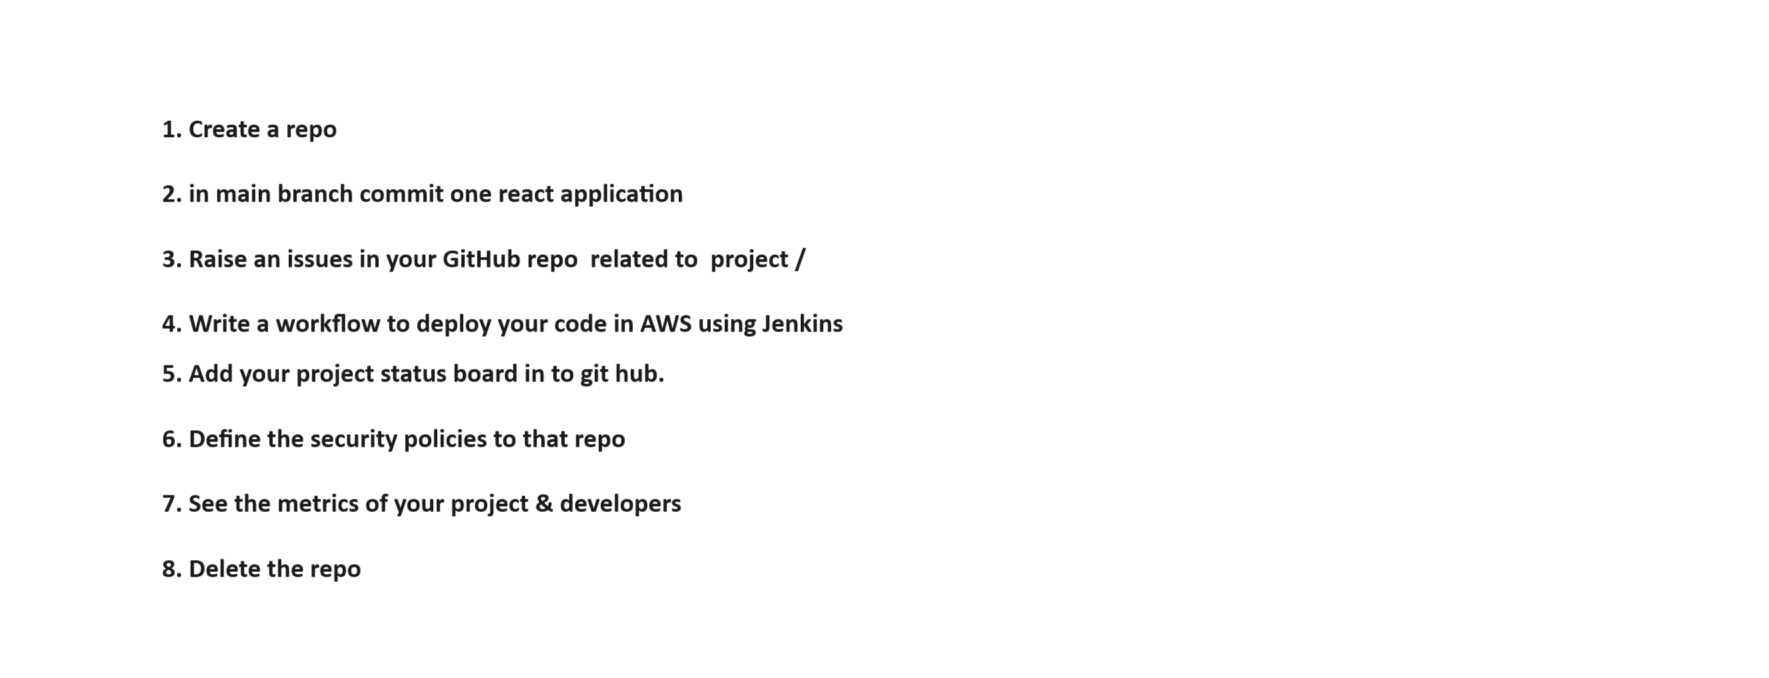 1. Create a repo
2. in main branch commit one react application
3. Raise an issues in your GitHub repo  related to  project /
4. Write a workflow to deploy your code in AWS using Jenkins
5. Add your project status board in to git hub.
6. Define the security policies to that repo
7. See the metrics of your project & developers
8. Delete the repo